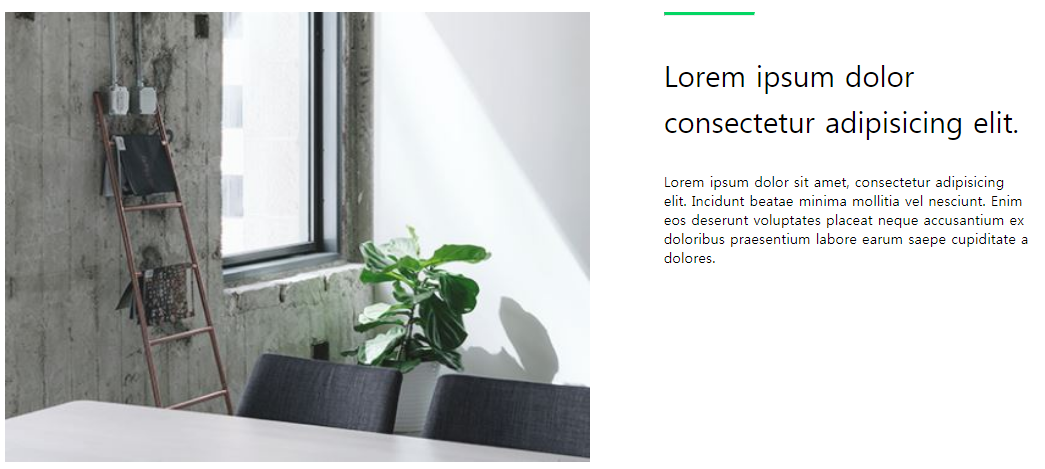 Lorem ipsum dolor
consectetur adipisicing elit.
Lorem ipsum dolor sit amet, consectetur adipisicing
elit. Incidunt beatae minima mollitia vel nesciunt. Enim
eos deserunt voluptates placeat neque accusantium ex
doloribus praesentium labore earum saepe cupiditate a
dolores.